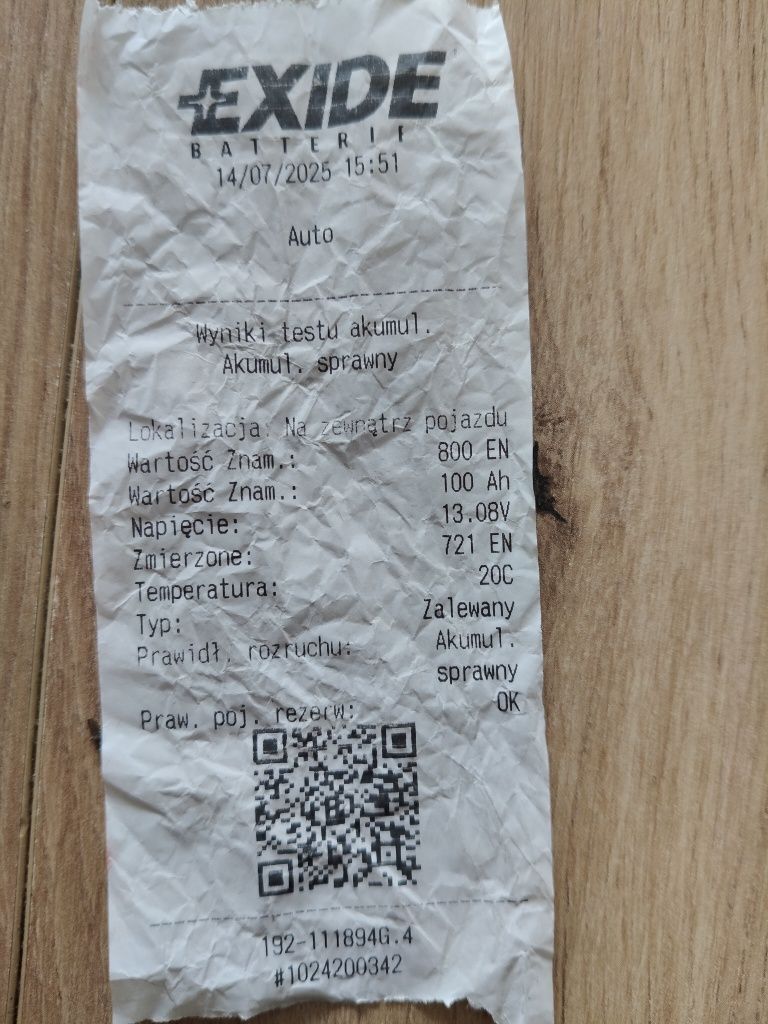 EXIDE
BATTERIE
14/07/2025 15:51
Auto
Wyniki testu akumul.
Akumul. sprawny
Lokalizacja: Na zewnątrz pojazdu
Wartość Znam.: 800 EN
Wartość Znam.: 100 Ah
Napięcie: 13.08V
Zmierzone: 721 EN
Temperatura: 20C
Typ: Zalewany
Prawidł. rozruchu: Akumul.
sprawny
Praw. poj. rezerw: OK
192-111894G.4
#1024200342